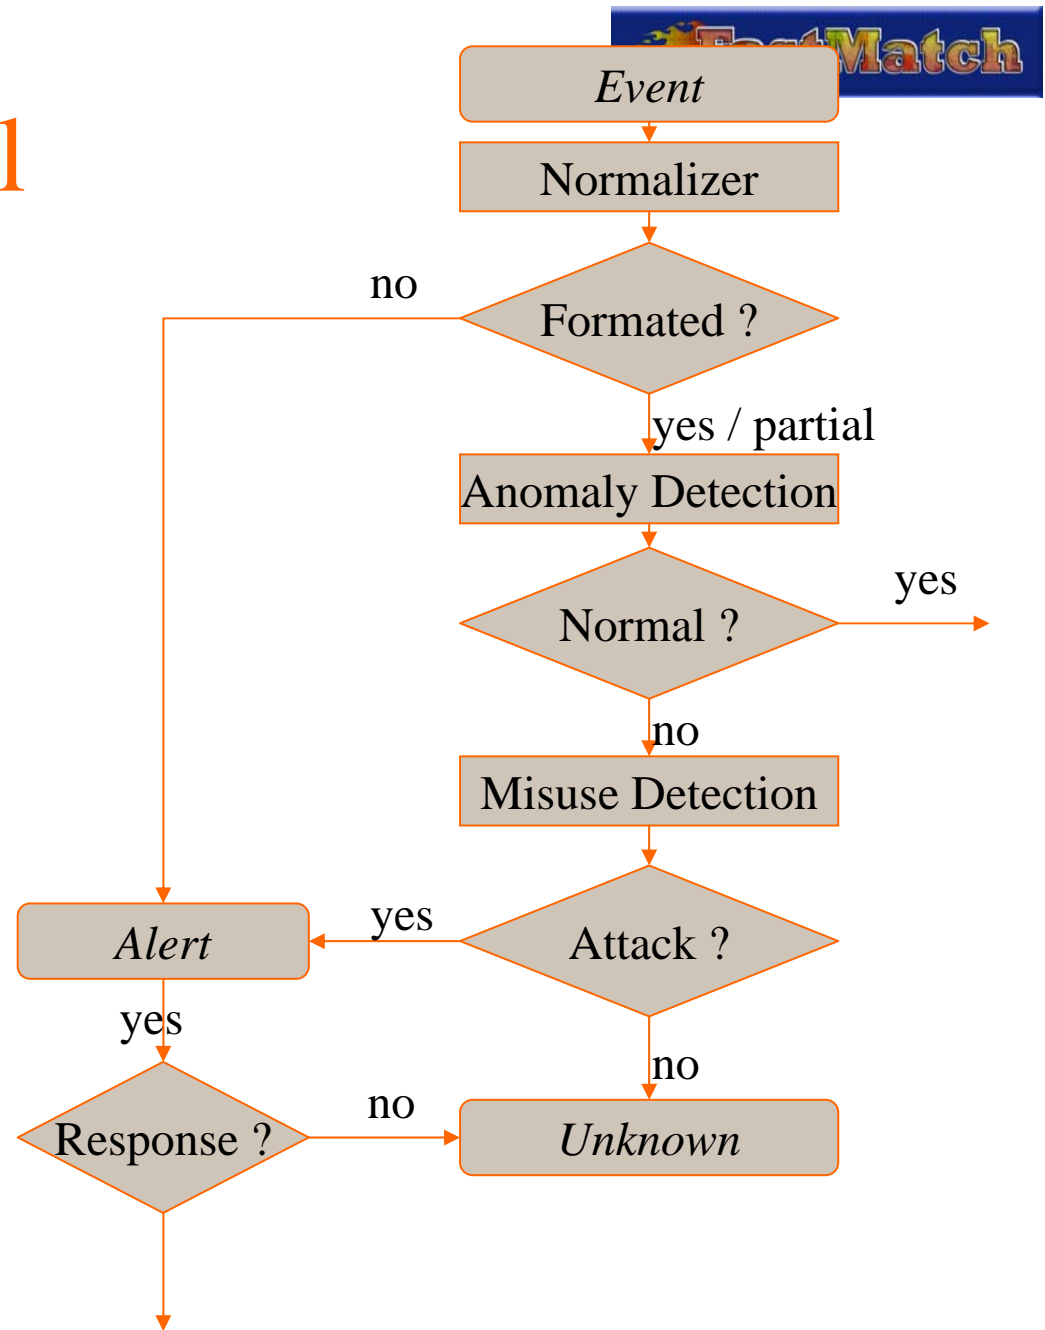 Match
Event
l
Normalizer
no
Formated ?
yes / partial
Anomaly Detection
yes
Normal ?
no
Misuse Detection
yes
Alert
Attack ?
yes
no
no
Response ?
Unknown